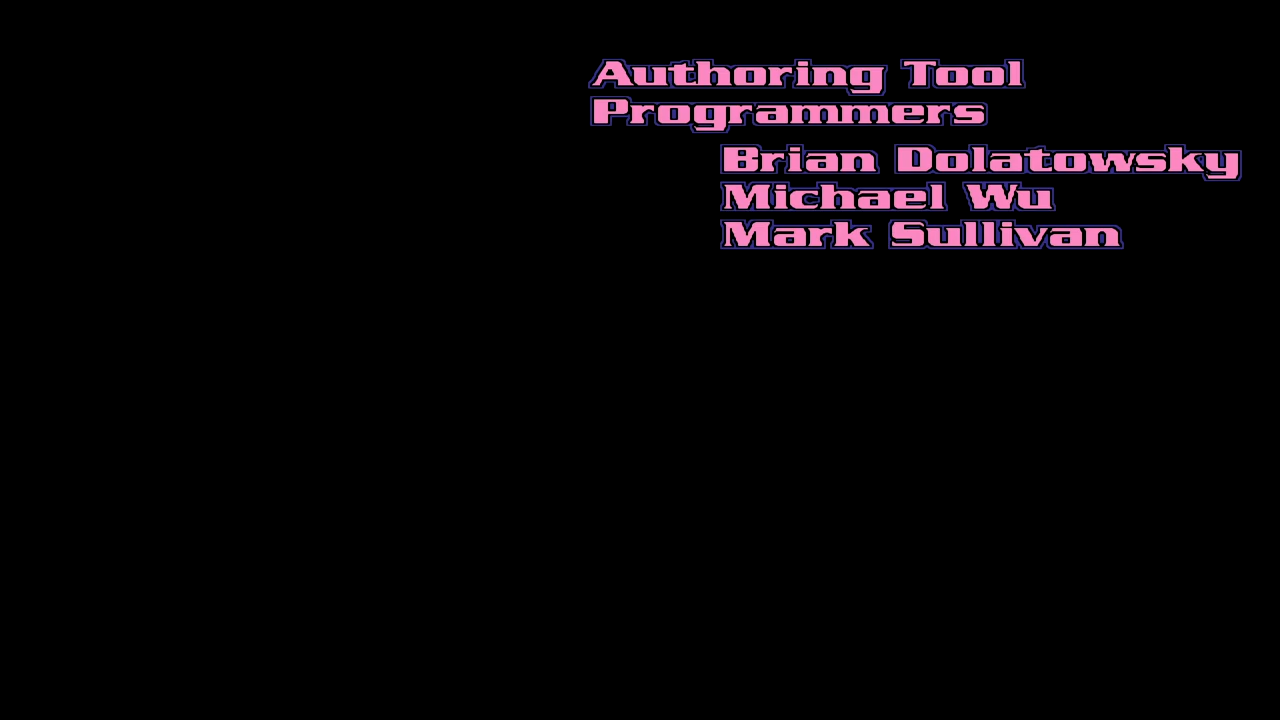 Authoring Tool
Programmers
Brian Dolatowsky
Michael Wu
Mark Sullivan